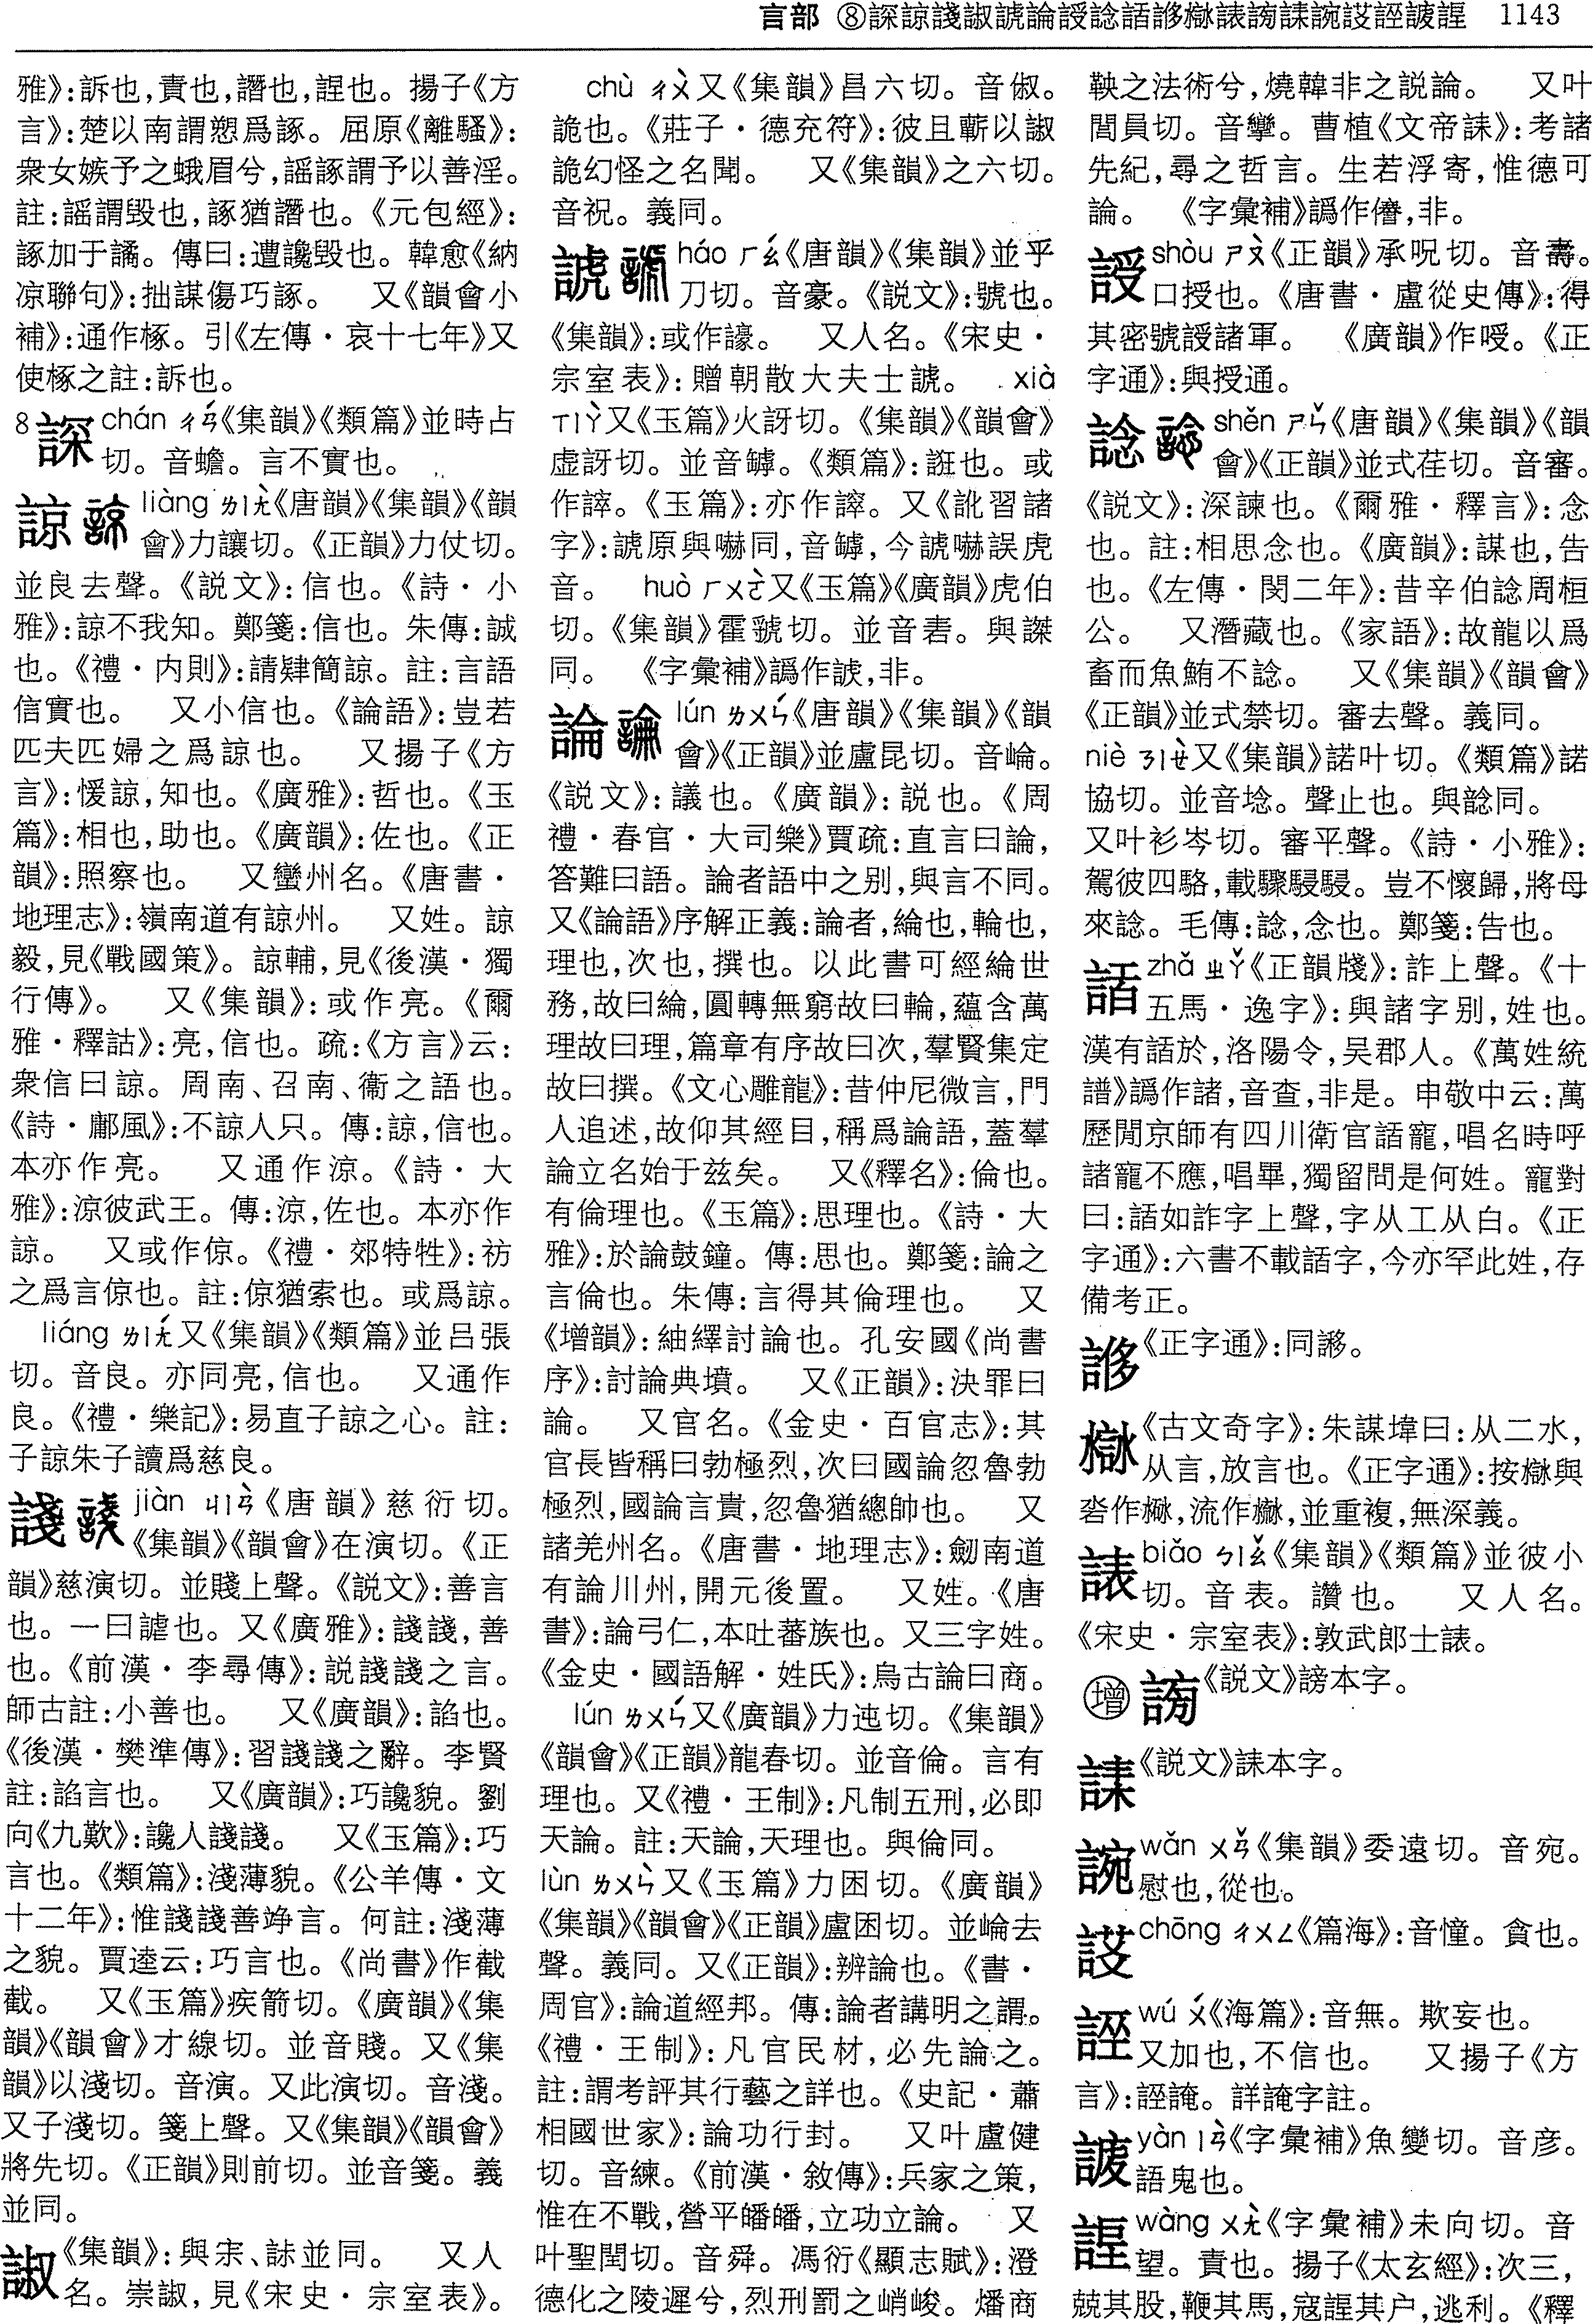 言部 ⑧諃諒諓諔諕論䛵諗䛽誃㵘諘䛾䛿䛷䛸誣䛹諻 1143
雅》:訴也,責也,譖也,諻也。揚子《方
言》:楚以南謂愬爲諑。屈原《離騷》:
衆女嫉予之蛾眉兮,謡諑謂予以善淫。
註:謡謂毁也,諑猶譖也。《元包經》:
諑加于譎。傳曰:遭讒毁也。韓愈《納
凉聯句》:拙謀傷巧諑。 又《韻會小
補》:通作椓。引《左傳・哀十七年》又
使椓之註:訴也。
8 諃 chán ㄔㄢˊ《集韻》《類篇》並時占
切。音蟾。言不實也。
諒 liàng ㄌㄧㄤˋ《唐韻》《集韻》《韻
會》力讓切。《正韻》力仗切。
並良去聲。《説文》:信也。《詩・小
雅》:諒不我知。鄭箋:信也。朱傳:誠
也。《禮・内則》:請肄簡諒。註:言語
信實也。 又小信也。《論語》:豈若
匹夫匹婦之爲諒也。 又揚子《方
言》:愋諒,知也。《廣雅》:哲也。《玉
篇》:相也,助也。《廣韻》:佐也。《正
韻》:照察也。 又蠻州名。《唐書・
地理志》:嶺南道有諒州。 又姓。諒
毅,見《戰國策》。諒輔,見《後漢・獨
行傳》。 又《集韻》:或作亮。《爾
雅・釋詁》:亮,信也。疏:《方言》云:
衆信曰諒。周南、召南、衞之語也。
《詩・鄘風》:不諒人只。傳:諒,信也。
本亦作亮。 又通作涼。《詩・大
雅》:涼彼武王。傳:涼,佐也。本亦作
諒。 又或作倞。《禮・郊特牲》:祊
之爲言倞也。註:倞猶索也。或爲諒。
liáng ㄌㄧㄤˊ又《集韻》《類篇》並吕張
切。音良。亦同亮,信也。 又通作
良。《禮・樂記》:易直子諒之心。註:
子諒朱子讀爲慈良。
諓 jiàn ㄐㄧㄢˋ《唐韻》慈衍切。
《集韻》《韻會》在演切。《正
韻》慈演切。並賤上聲。《説文》:善言
也。一曰謔也。又《廣雅》:諓諓,善
也。《前漢・李尋傳》:説諓諓之言。
師古註:小善也。 又《廣韻》:諂也。
《後漢・樊準傳》:習諓諓之辭。李賢
註:諂言也。 又《廣韻》:巧讒貌。劉
向《九歎》:讒人諓諓。 又《玉篇》:巧
言也。《類篇》:淺薄貌。《公羊傳・文
十二年》:惟諓諓善竫言。何註:淺薄
之貌。賈逵云:巧言也。《尚書》作截
截。 又《玉篇》疾箭切。《廣韻》《集
韻》《韻會》才線切。並音賤。又《集
韻》以淺切。音演。又此演切。音淺。
又子淺切。箋上聲。又《集韻》《韻會》
將先切。《正韻》則前切。並音箋。義
並同。
諔《集韻》:與宗、誌並同。 又人
名。崇諔,見《宋史・宗室表》。
chù ㄔㄨˋ又《集韻》昌六切。音俶。
詭也。《莊子・德充符》:彼且蘄以諔
詭幻怪之名聞。 又《集韻》之六切。
音祝。義同。
諕 háo ㄏㄠˊ《唐韻》《集韻》並乎
刀切。音豪。《説文》:號也。
《集韻》:或作譹。 又人名。《宋史・
宗室表》:贈朝散大夫士諕。 xià
ㄒㄧㄚˋ又《玉篇》火訝切。《集韻》《韻會》
虚訝切。並音罅。《類篇》:誑也。或
作誶。《玉篇》:亦作誶。又《訛習諸
字》:諕原與嚇同,音罅,今諕嚇誤虎
音。 huò ㄏㄨㄛˋ又《玉篇》《廣韻》虎伯
切。《集韻》霍虢切。並音砉。與謋
同。 《字彙補》譌作諕,非。
論 lún ㄌㄨㄣˊ《唐韻》《集韻》《韻
會》《正韻》並盧昆切。音崘。
《説文》:議也。《廣韻》:説也。《周
禮・春官・大司樂》賈疏:直言曰論,
答難曰語。論者語中之别,與言不同。
又《論語》序解正義:論者,綸也,輪也,
理也,次也,撰也。以此書可經綸世
務,故曰綸,圓轉無窮故曰輪,蘊含萬
理故曰理,篇章有序故曰次,羣賢集定
故曰撰。《文心雕龍》:昔仲尼微言,門
人追述,故仰其經目,稱爲論語,蓋羣
論立名始于兹矣。 又《釋名》:倫也。
有倫理也。《玉篇》:思理也。《詩・大
雅》:於論鼓鐘。傳:思也。鄭箋:論之
言倫也。朱傳:言得其倫理也。 又
《增韻》:紬繹討論也。孔安國《尚書
序》:討論典墳。 又《正韻》:決罪曰
論。 又官名。《金史・百官志》:其
官長皆稱曰勃極烈,次曰國論忽魯勃
極烈,國論言貴,忽魯猶總帥也。 又
諸羌州名。《唐書・地理志》:劒南道
有論川州,開元後置。 又姓。《唐
書》:論弓仁,本吐蕃族也。又三字姓。
《金史・國語解・姓氏》:烏古論曰商。
lún ㄌㄨㄣˊ又《廣韻》力迍切。《集韻》
《韻會》《正韻》龍春切。並音倫。言有
理也。又《禮・王制》:凡制五刑,必即
天論。註:天論,天理也。與倫同。
lùn ㄌㄨㄣˋ又《玉篇》力困切。《廣韻》
《集韻》《韻會》《正韻》盧困切。並崘去
聲。義同。又《正韻》:辨論也。《書・
周官》:論道經邦。傳:論者講明之謂。
《禮・王制》:凡官民材,必先論之。
註:謂考評其行藝之詳也。《史記・蕭
相國世家》:論功行封。 又叶盧健
切。音練。《前漢・敘傳》:兵家之策,
惟在不戰,營平皤皤,立功立論。 又
叶聖閏切。音舜。馮衍《顯志賦》:澄
德化之陵遲兮,烈刑罰之峭峻。燔商
鞅之法術兮,燒韓非之説論。 又叶
閭員切。音攣。曹植《文帝誄》:考諸
先紀,尋之哲言。生若浮寄,惟德可
論。 《字彙補》譌作㒟,非。
䛵 shòu ㄕㄡˋ《正韻》承呪切。音壽。
口授也。《唐書・盧從史傳》:得
其密號䛵諸軍。 《廣韻》作㖟。《正
字通》:與授通。
諗 shěn ㄕㄣˇ《唐韻》《集韻》《韻
會》《正韻》並式荏切。音審。
《説文》:深諫也。《爾雅・釋言》:念
也。註:相思念也。《廣韻》:謀也,告
也。《左傳・閔二年》:昔辛伯諗周桓
公。 又潛藏也。《家語》:故龍以爲
畜而魚鮪不諗。 又《集韻》《韻會》
《正韻》並式禁切。審去聲。義同。
niè ㄋㄧㄝˋ又《集韻》諾叶切。《類篇》諾
協切。並音埝。聲止也。與䛼同。
又叶衫岑切。審平聲。《詩・小雅》:
駕彼四駱,載驟駸駸。豈不懷歸,將母
來諗。毛傳:諗,念也。鄭箋:告也。
䛽 zhǎ ㄓㄚˇ《正韻牋》:詐上聲。《十
五馬・逸字》:與諸字别,姓也。
漢有䛽於,洛陽令,吴郡人。《萬姓統
譜》譌作諸,音查,非是。申敬中云:萬
歷閒京師有四川衛官䛽寵,唱名時呼
諸寵不應,唱畢,獨留問是何姓。寵對
曰:䛽如詐字上聲,字从工从白。《正
字通》:六書不載䛽字,今亦罕此姓,存
備考正。
《正字通》:同謻。
《古文奇字》:朱謀㙔曰:从二水,
从言,放言也。《正字通》:按與
沓作,流作,並重複,無深義。
諘 biǎo ㄅㄧㄠˇ《集韻》《類篇》並彼小
切。音表。讚也。 又人名。
《宋史・宗室表》:敦武郎士諘。
增《説文》謗本字。
《説文》誄本字。
wǎn ㄨㄢˇ《集韻》委遠切。音宛。
慰也,從也。
chōng ㄔㄨㄥ《篇海》:音憧。貪也。
wú ㄨˊ《海篇》:音無。欺妄也。
又加也,不信也。 又揚子《方
言》:誣䛳。詳䛳字註。
yàn ㄧㄢˋ《字彙補》魚變切。音彦。
語鬼也。
諻 wàng ㄨㄤˋ《字彙補》未向切。音
望。責也。揚子《太玄經》:次三,
兢其股,鞭其馬,寇諻其户,逃利。《釋